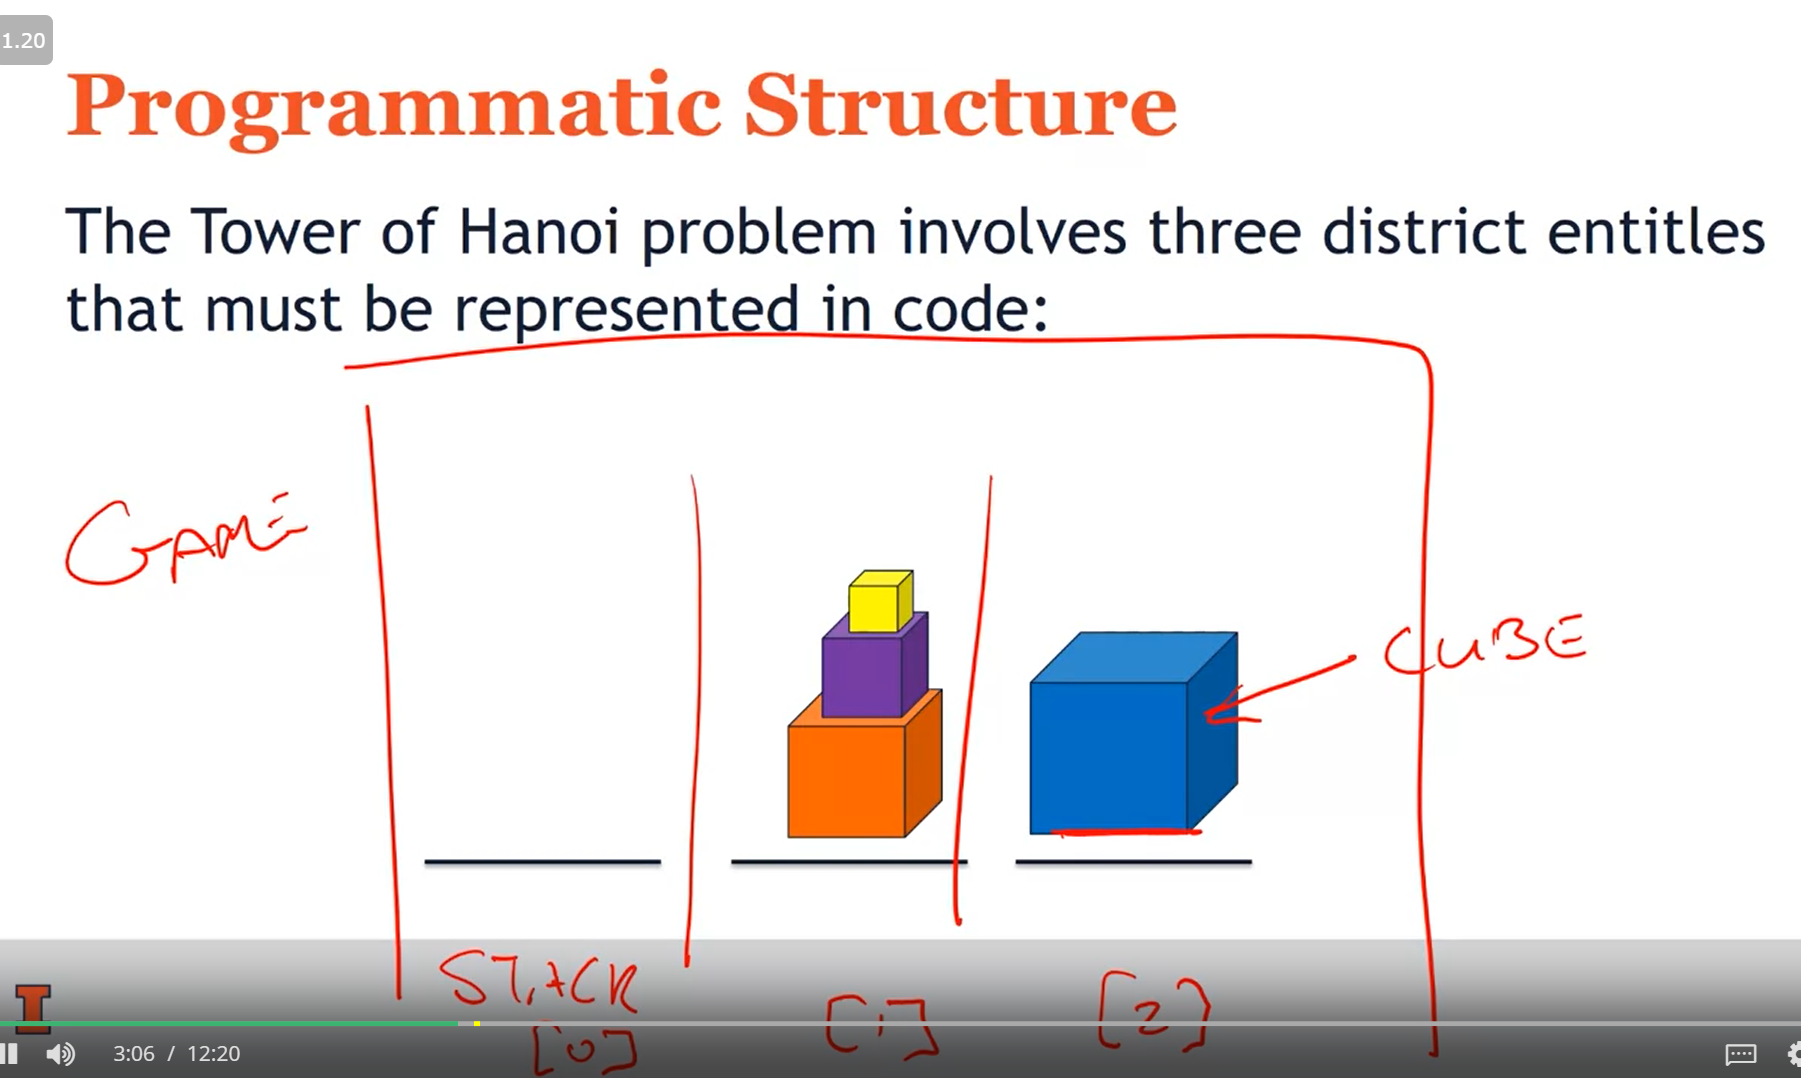 1.20
Programmatic Structure
The Tower of Hanoi problem involves three district entitles
that must be represented in code:
GAME
CUBE
STACK
[0]
[1]
[2]
3:06 / 12:20